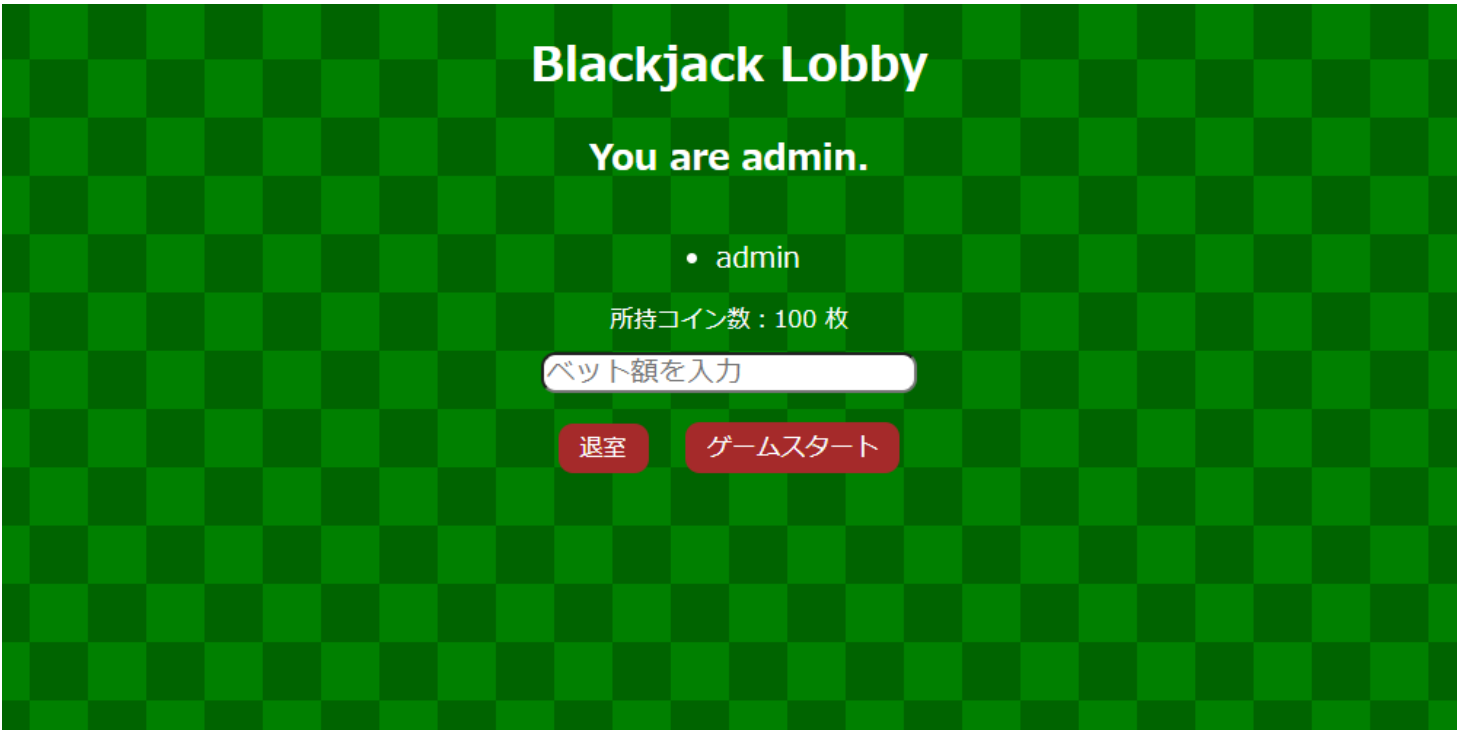 Blackjack Lobby
You are admin.
• admin
所持コイン数 : 100 枚
ベット額を入力
退室 ゲームスタート